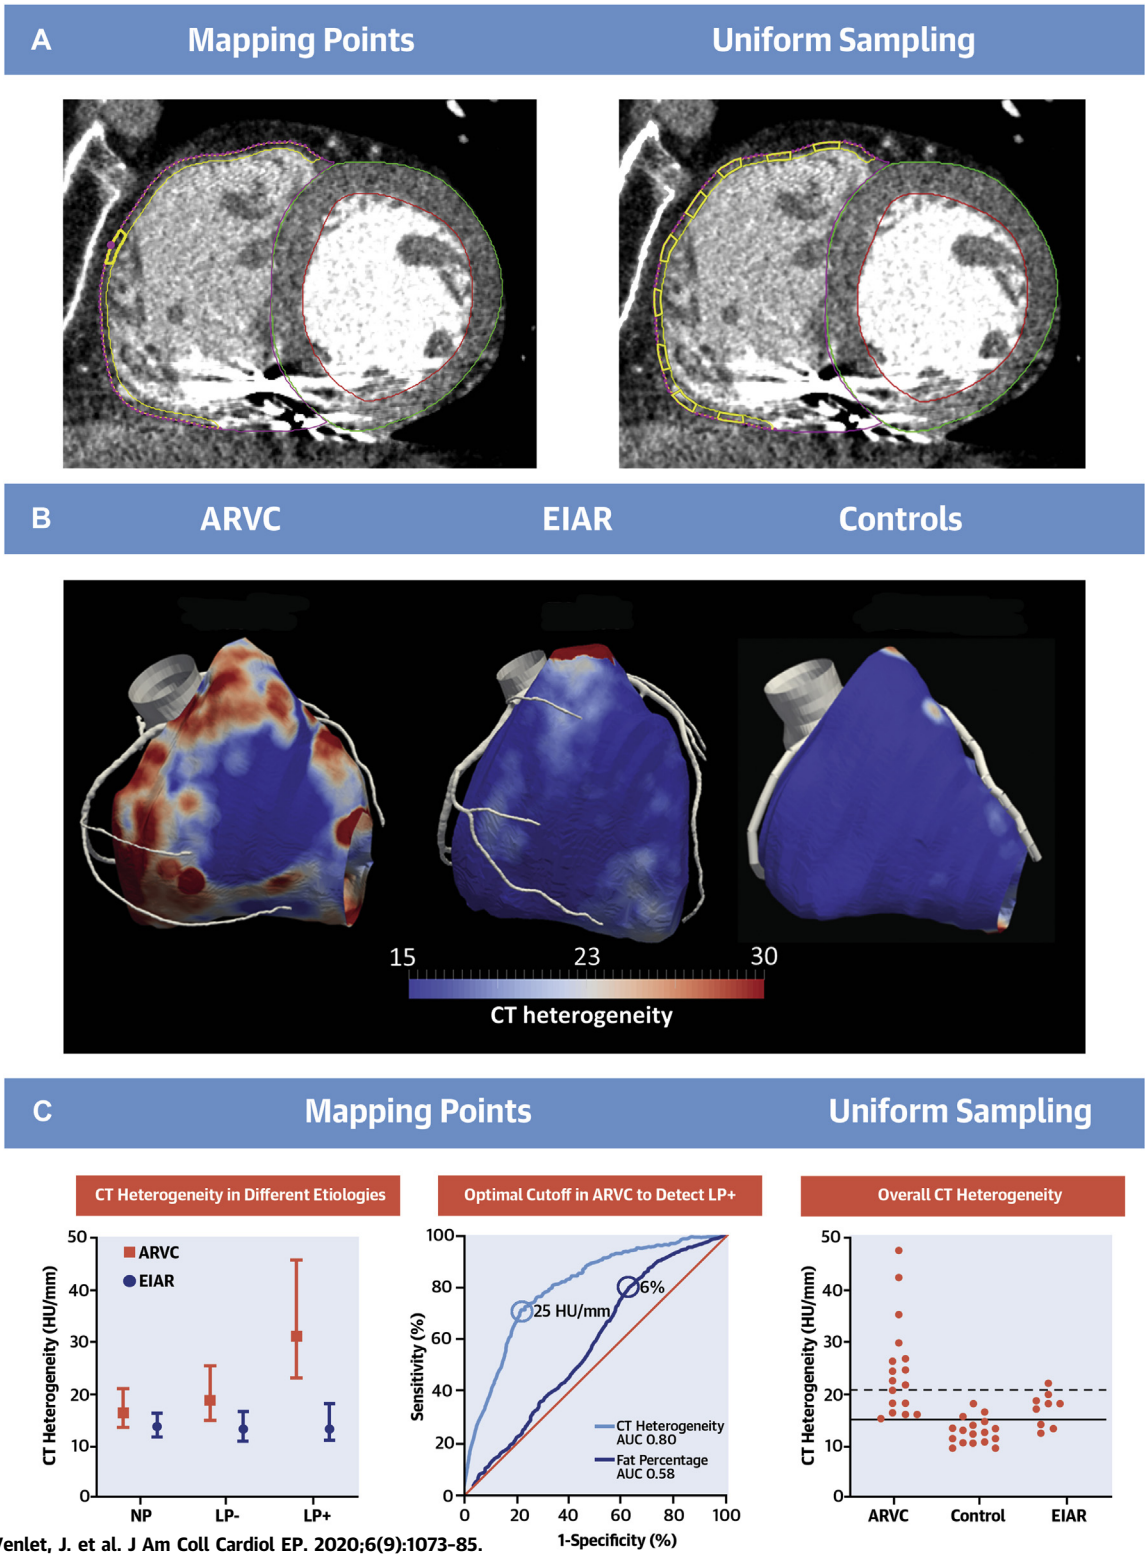 A Mapping Points Uniform Sampling
B ARVC EIAR Controls
15 23 30
CT heterogeneity
C Mapping Points Uniform Sampling
CT Heterogeneity in Different Etiologies
CT Heterogeneity (HU/mm)
50
40
30
20
10
0
ARVC
EIAR
NP LP- LP+
Optimal Cutoff in ARVC to Detect LP+
Sensitivity (%)
100
80
60
40
20
0
6%
25 HU/mm
CT Heterogeneity
AUC 0.80
Fat Percentage
AUC 0.58
0 20 40 60 80 100
1-Specificity (%)
Overall CT Heterogeneity
CT Heterogeneity (HU/mm)
50
40
30
20
10
0
ARVC Control EIAR
enlet, J. et al. J Am Coll Cardiol EP. 2020;6(9):1073-85.